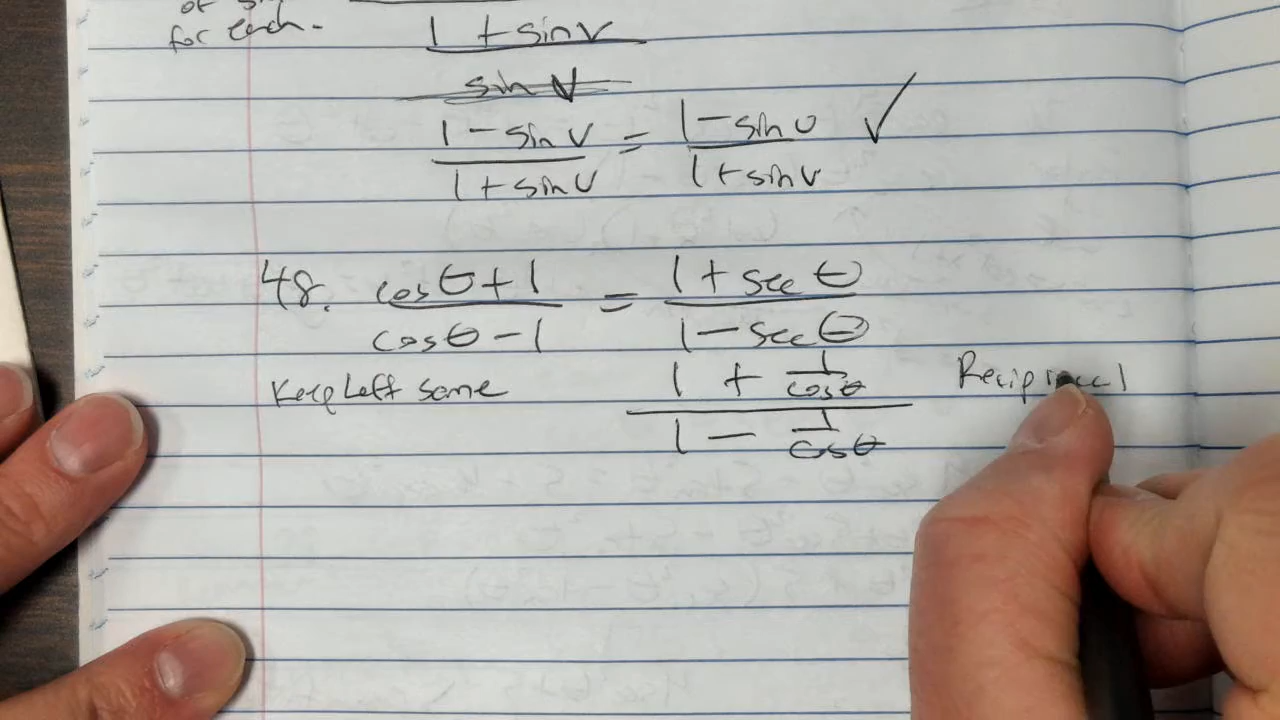 for each.
1 + sin v
sin v
1 - sin v = 1 - sin v ✓
1 + sin v 1 + sin v
48. cos θ + 1 = 1 + sec θ
cos θ - 1 1 - sec θ
Keep Left same 1 + 1/cos θ Reciprocal
1 - 1/cos θ